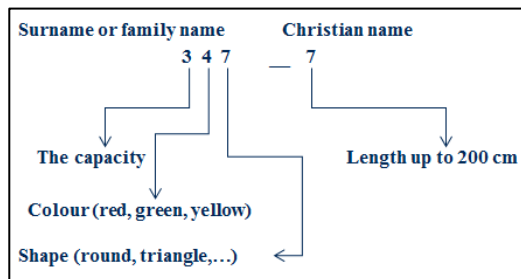 Surname or family name Christian name
3 4 7 _ 7
The capacity Length up to 200 cm
Colour (red, green, yellow)
Shape (round, triangle,...)